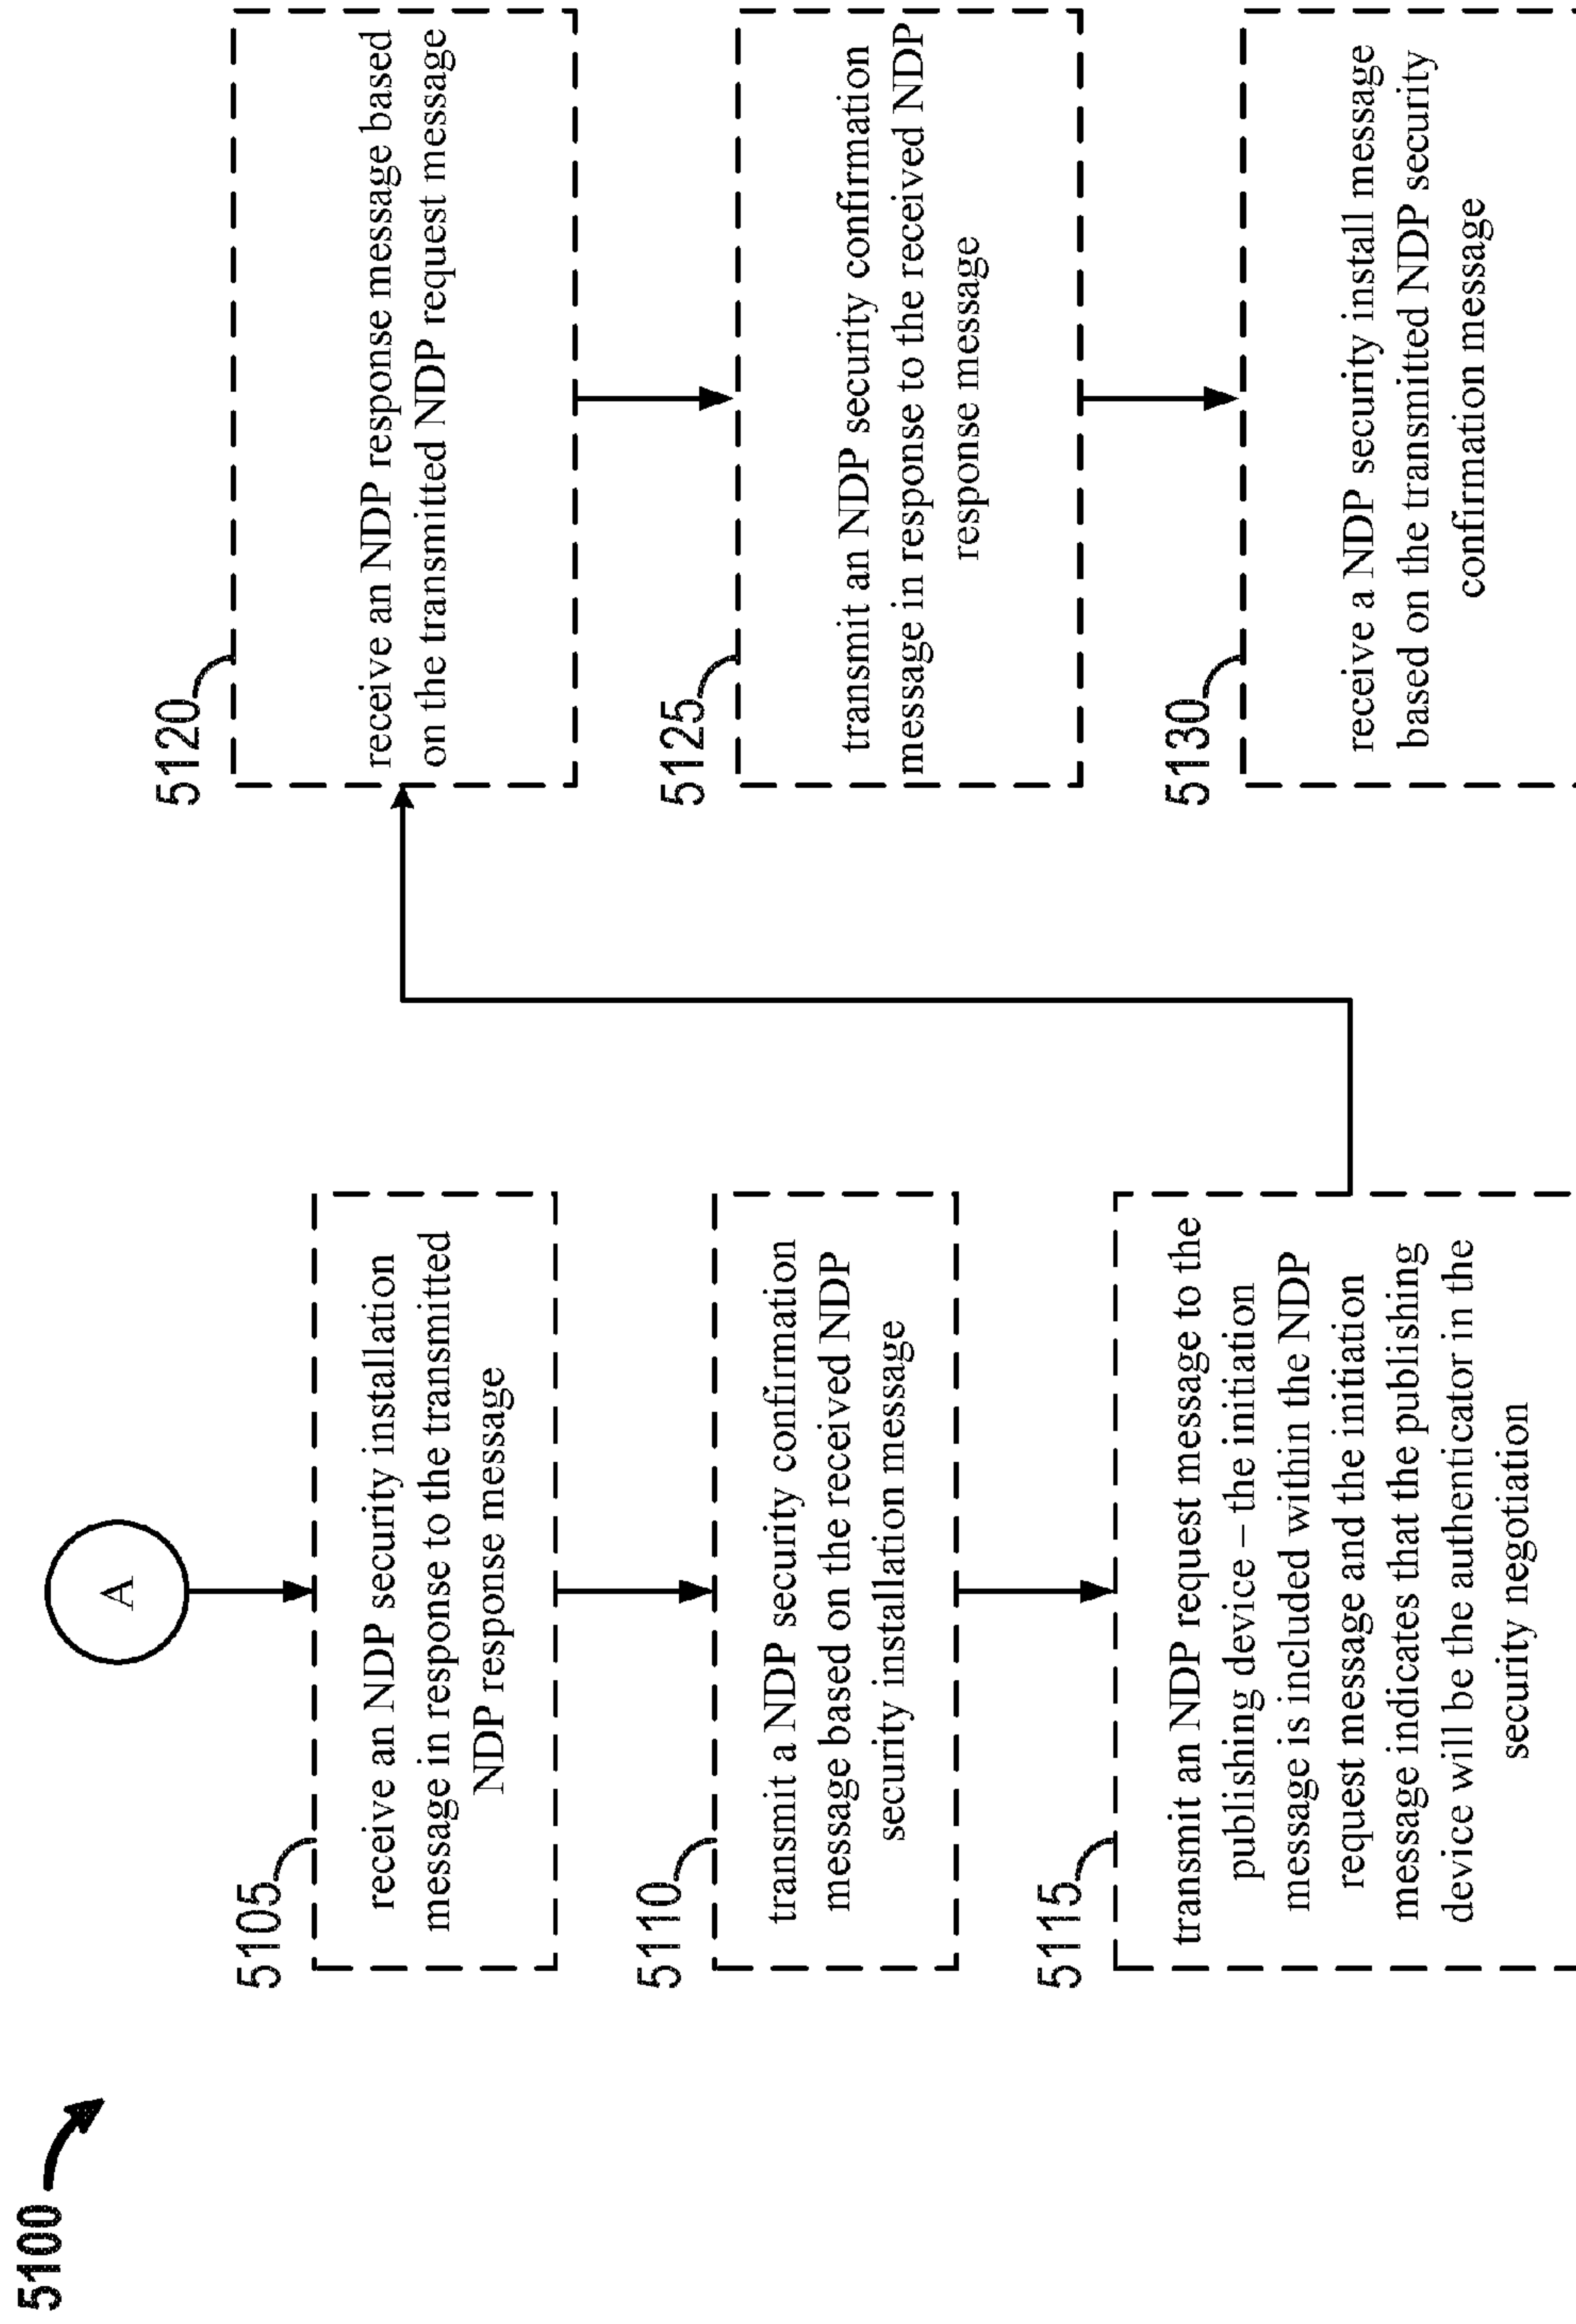 5100
A
5105
receive an NDP security installation
message in response to the transmitted
NDP response message
5110
transmit a NDP security confirmation
message based on the received NDP
security installation message
5115
transmit an NDP request message to the
publishing device – the initiation
message is included within the NDP
request message and the initiation
message indicates that the publishing
device will be the authenticator in the
security negotiation
5120
receive an NDP response message based
on the transmitted NDP request message
5125
transmit an NDP security confirmation
message in response to the received NDP
response message
5130
receive a NDP security install message
based on the transmitted NDP security
confirmation message